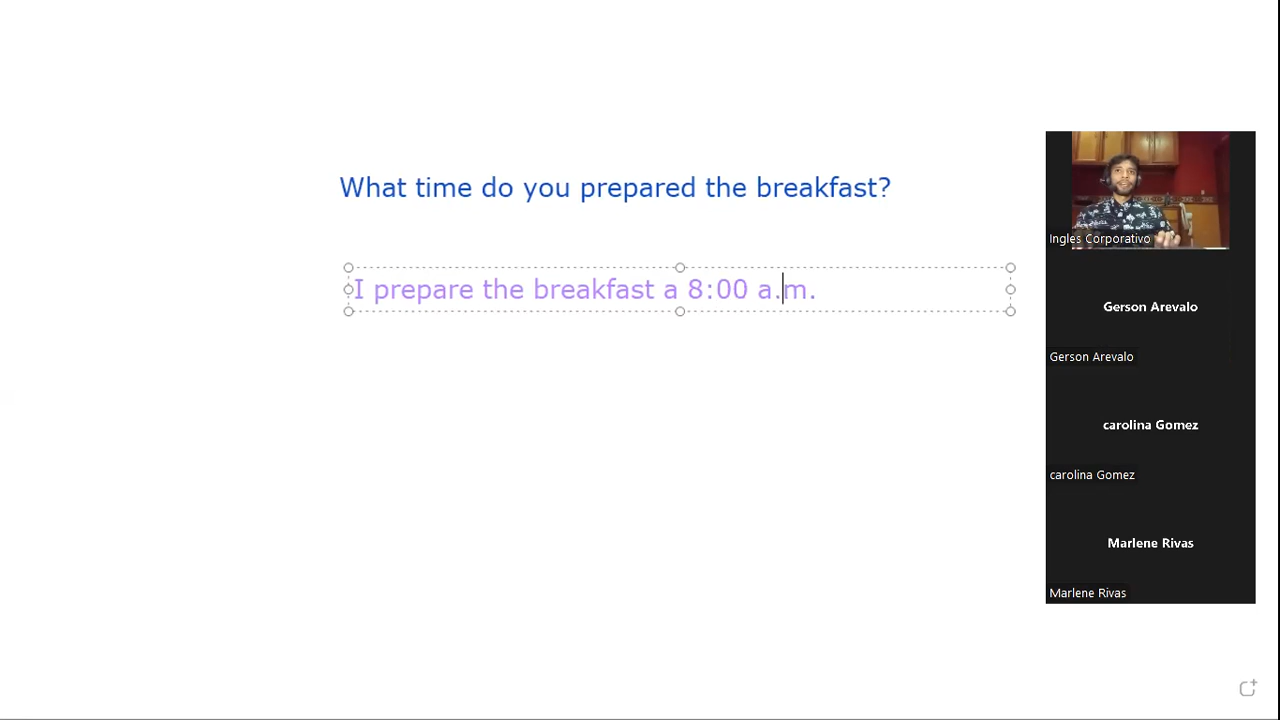 What time do you prepared the breakfast?
I prepare the breakfast a 8:00 a.m.
Ingles Corporativo
Gerson Arevalo
Gerson Arevalo
carolina Gomez
carolina Gomez
Marlene Rivas
Marlene Rivas